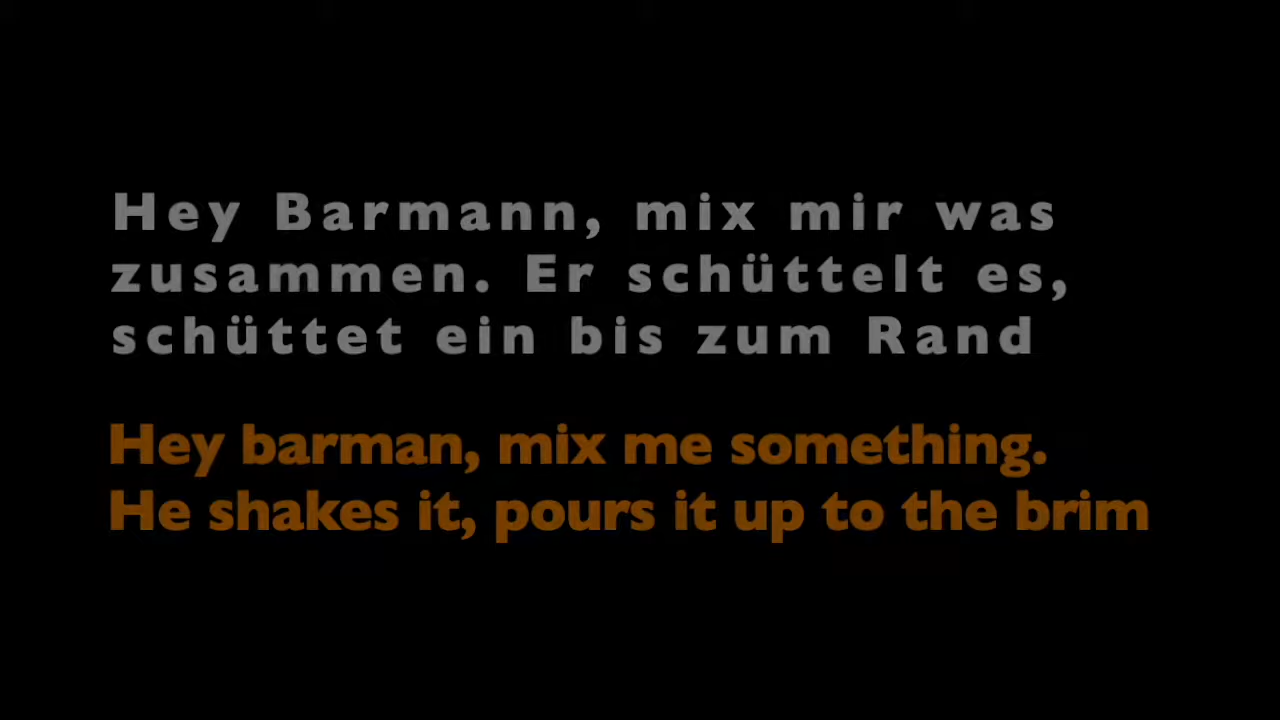 Hey Barmann, mix mir was
zusammen. Er schüttelt es,
schüttet ein bis zum Rand
Hey barman, mix me something.
He shakes it, pours it up to the brim